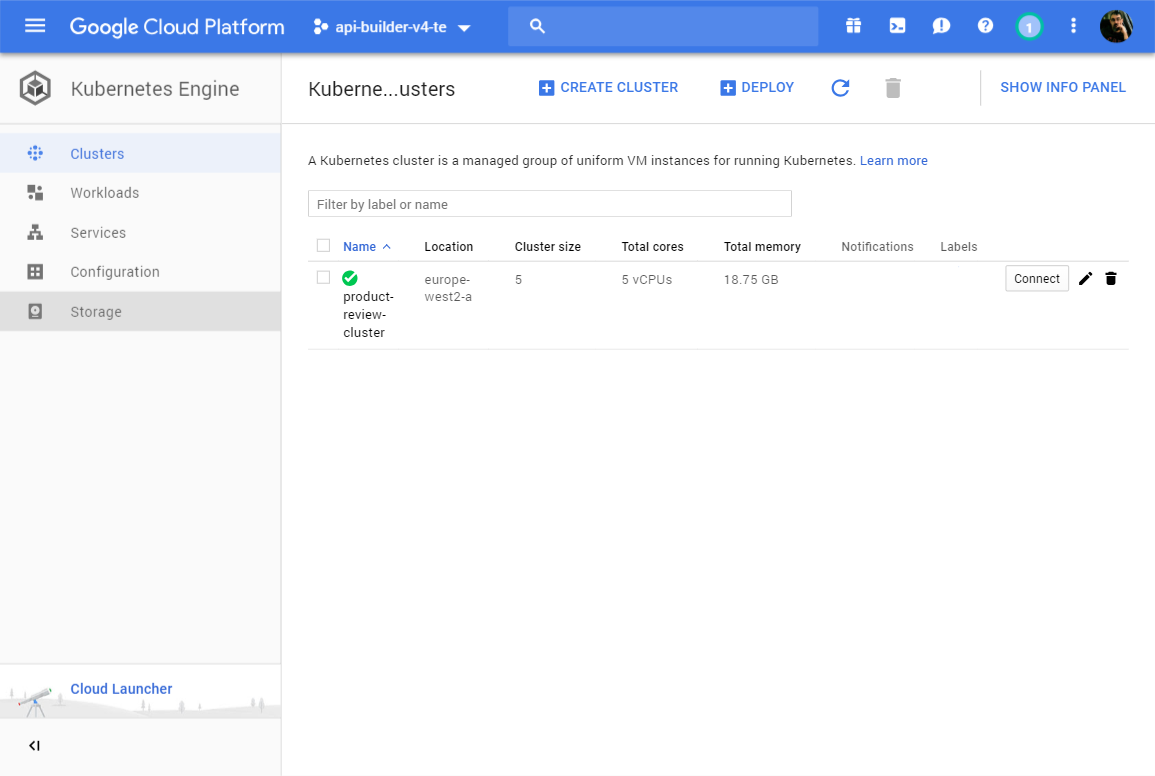 Google Cloud Platform api-builder-v4-te 1
Kubernetes Engine
Kuberne...usters CREATE CLUSTER DEPLOY SHOW INFO PANEL
Clusters
Workloads
Services
Configuration
Storage
A Kubernetes cluster is a managed group of uniform VM instances for running Kubernetes. Learn more
Filter by label or name
Name Location Cluster size Total cores Total memory Notifications Labels
europe- 5 5 vCPUs 18.75 GB Connect
product- west2-a
review-
cluster
Cloud Launcher